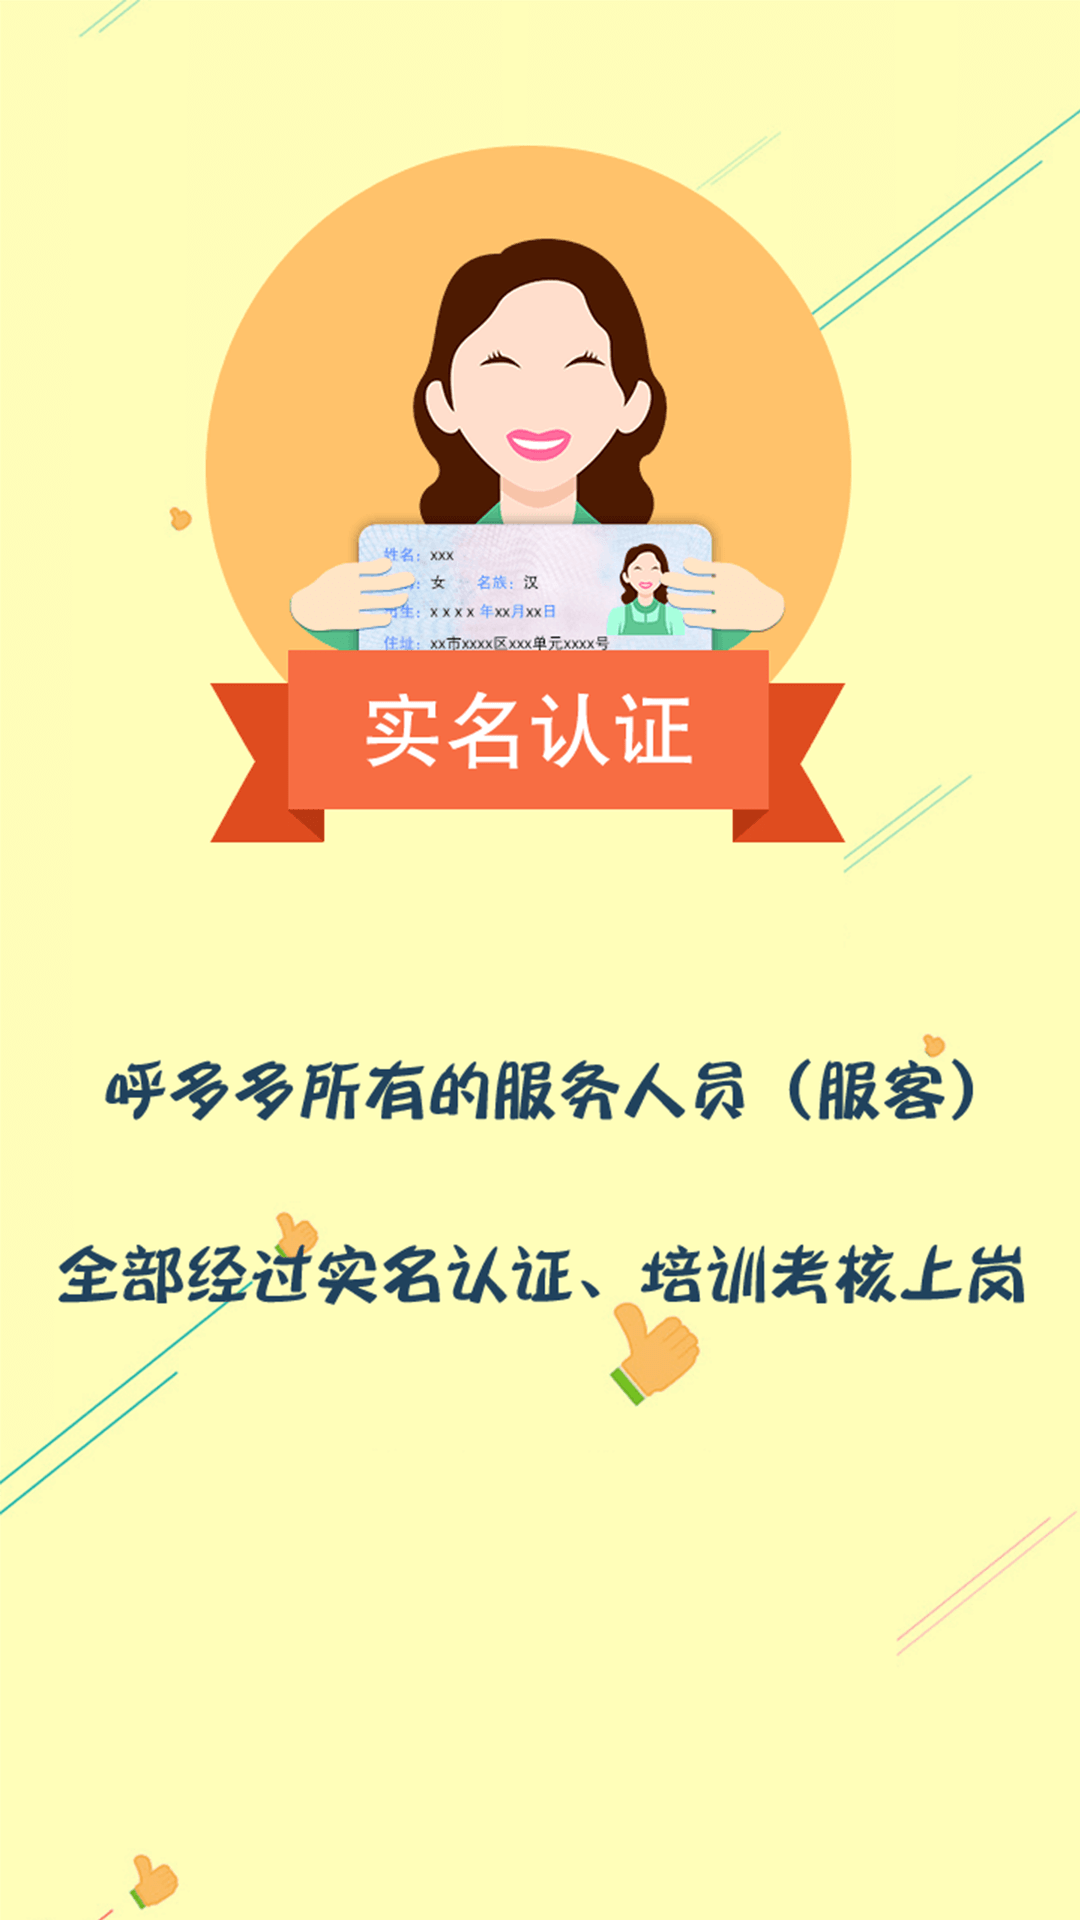 姓名：xxx
女 名族：汉
生：x x x x 年xx月xx日
住址：xx市xxxx区xxx单元xxxx号
实名认证
呼多多所有的服务人员（服客）
全部经过实名认证、培训考核上岗